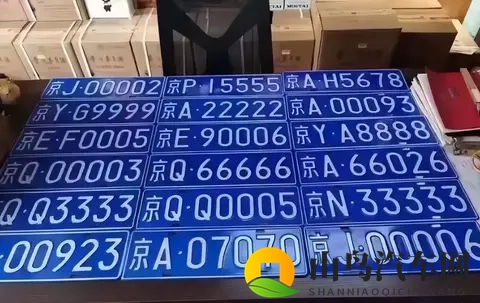 MOUTAI
京J·00002
京P·15555
京A·H5678
京Y·G9999
京A·22222
京A·00093
京E·F0005
京E·90006
京Y·A8888
京Q·00003
京Q·66666
京A·66026
Q·Q3333
京Q·Q0005
京N·33333
·00923
京A·07070
·00006
山鸟汽车网
SHANNIAOQICHEWANG